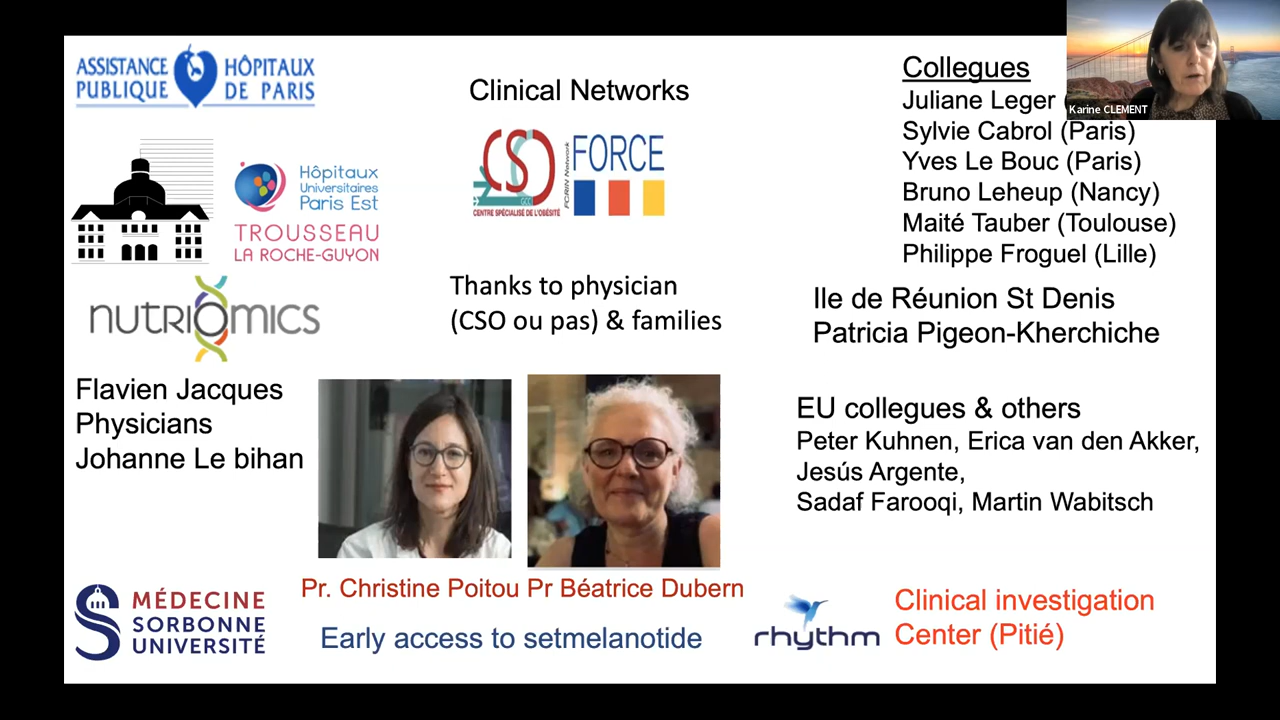 ASSISTANCE PUBLIQUE
HÔPITAUX DE PARIS
Hôpitaux
Universitaires
Paris Est
TROUSSEAU
LA ROCHE-GUYON
nutriomics
Flavien Jacques
Physicians
Johanne Le bihan
MÉDECINE
SORBONNE
UNIVERSITÉ
Clinical Networks
CSO
CENTRE SPÉCIALISÉ DE L'OBÉSITÉ
FCRIN Network
FORCE
Thanks to physician
(CSO ou pas) & families
Pr. Christine Poitou Pr Béatrice Dubern
Early access to setmelanotide
rhythm
Collegues
Juliane Leger
Sylvie Cabrol (Paris)
Yves Le Bouc (Paris)
Bruno Leheup (Nancy)
Maité Tauber (Toulouse)
Philippe Froguel (Lille)
Ile de Réunion St Denis
Patricia Pigeon-Kherchiche
EU collegues & others
Peter Kuhnen, Erica van den Akker,
Jesús Argente,
Sadaf Farooqi, Martin Wabitsch
Clinical investigation
Center (Pitié)
Karine CLEMENT